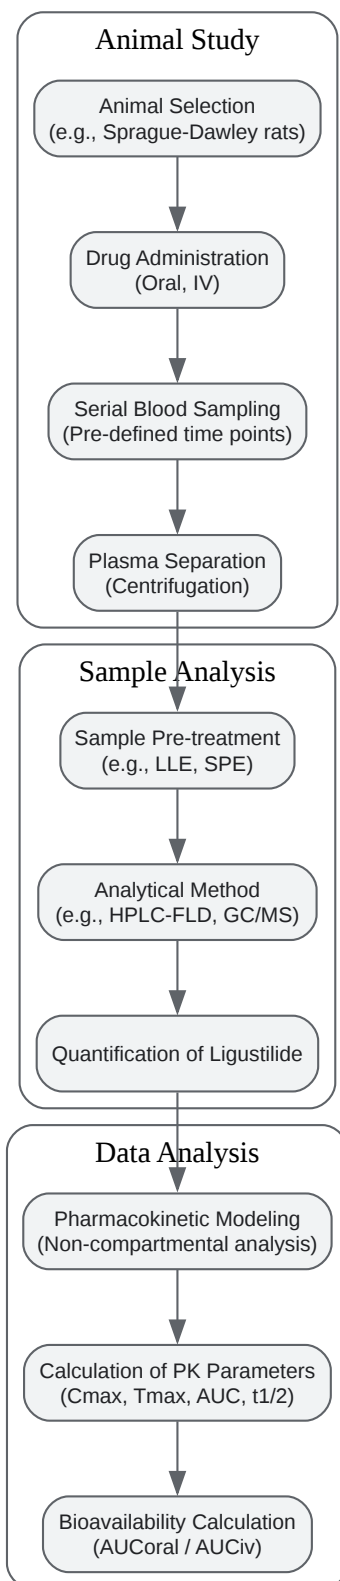 Animal Study
Animal Selection
(e.g., Sprague-Dawley rats)
Drug Administration
(Oral, IV)
Serial Blood Sampling
(Pre-defined time points)
Plasma Separation
(Centrifugation)
Sample Analysis
Sample Pre-treatment
(e.g., LLE, SPE)
Analytical Method
(e.g., HPLC-FLD, GC/MS)
Quantification of Ligustilide
Data Analysis
Pharmacokinetic Modeling
(Non-compartmental analysis)
Calculation of PK Parameters
(Cmax, Tmax, AUC, t1/2)
Bioavailability Calculation
(AUCoral / AUCiv)